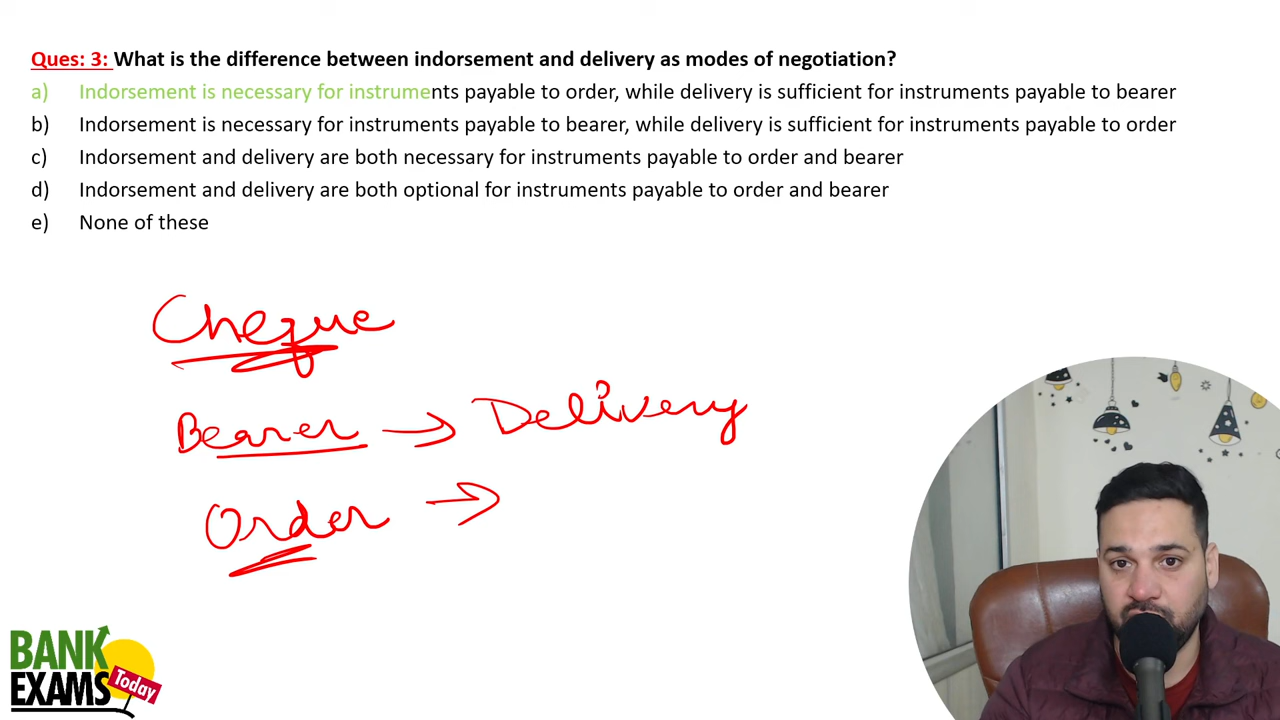 Ques: 3: What is the difference between indorsement and delivery as modes of negotiation?
a) Indorsement is necessary for instruments payable to order, while delivery is sufficient for instruments payable to bearer
b) Indorsement is necessary for instruments payable to bearer, while delivery is sufficient for instruments payable to order
c) Indorsement and delivery are both necessary for instruments payable to order and bearer
d) Indorsement and delivery are both optional for instruments payable to order and bearer
e) None of these
Cheque
Bearer → Delivery
Order →
BANK
EXAMS
Today